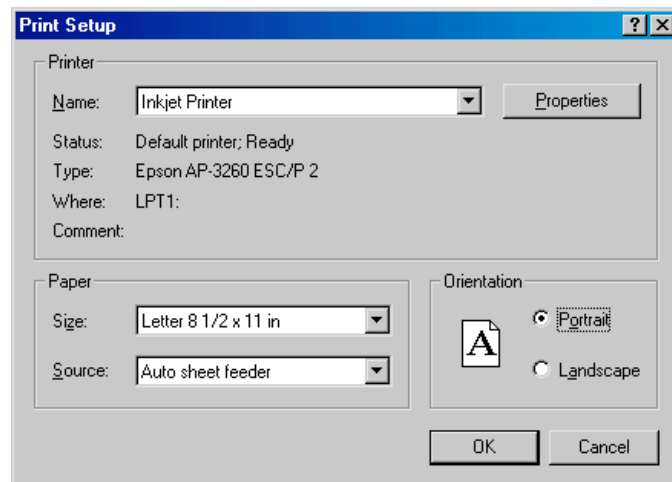 Print Setup
Printer
Name: Inkjet Printer Properties
Status: Default printer; Ready
Type: Epson AP-3260 ESC/P 2
Where: LPT1:
Comment:
Paper
Size: Letter 8 1/2 x 11 in
Source: Auto sheet feeder
Orientation
A
Portrait
Landscape
OK Cancel